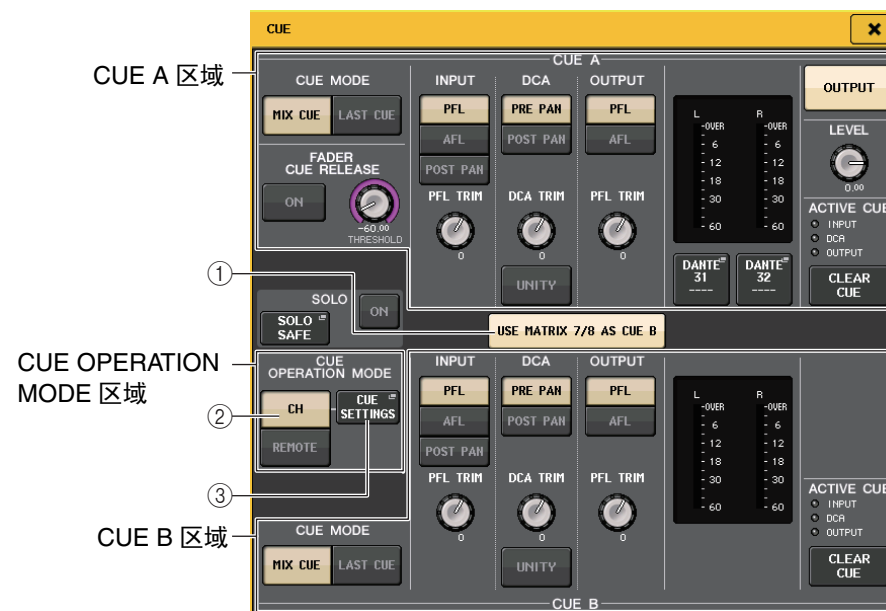 CUE
CUE A
CUE A 区域
CUE MODE
MIX CUE
LAST CUE
FADER
CUE RELEASE
ON
-60.00
THRESHOLD
INPUT
PFL
AFL
POST PAN
PFL TRIM
0
DCA
PRE PAN
POST PAN
DCA TRIM
0
UNITY
OUTPUT
PFL
AFL
PFL TRIM
0
L R
-OVER -OVER
- 6 - 6
- 12 - 12
- 18 - 18
- 30 - 30
- 60 - 60
DANTE
31
----
DANTE
32
----
OUTPUT
LEVEL
0.00
ACTIVE CUE
INPUT
DCA
OUTPUT
CLEAR
CUE
①
SOLO
SOLO
SAFE
ON
USE MATRIX 7/8 AS CUE B
CUE OPERATION
MODE 区域
CUE
OPERATION MODE
②
CH
REMOTE
CUE
SETTINGS
③
CUE B 区域
CUE MODE
MIX CUE
LAST CUE
INPUT
PFL
AFL
POST PAN
PFL TRIM
0
DCA
PRE PAN
POST PAN
DCA TRIM
0
UNITY
OUTPUT
PFL
AFL
PFL TRIM
0
L R
-OVER -OVER
- 6 - 6
- 12 - 12
- 18 - 18
- 30 - 30
- 60 - 60
ACTIVE CUE
INPUT
DCA
OUTPUT
CLEAR
CUE
CUE B